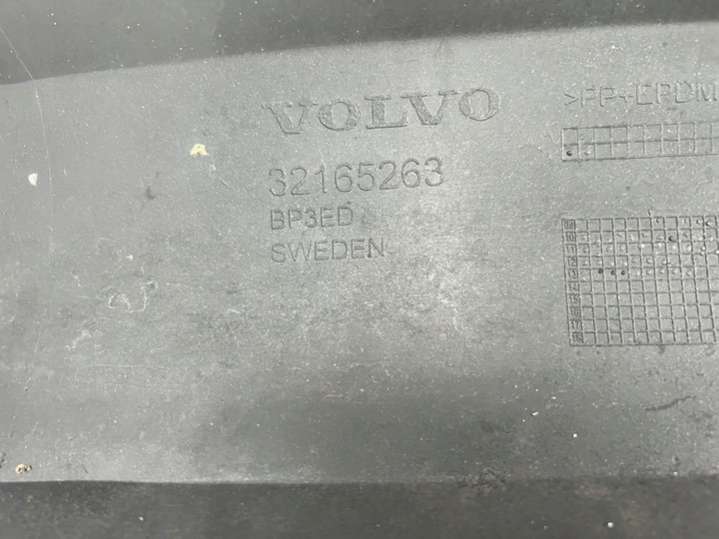 VOLVO
32165263
BP3ED
SWEDEN
>PP+EPDM